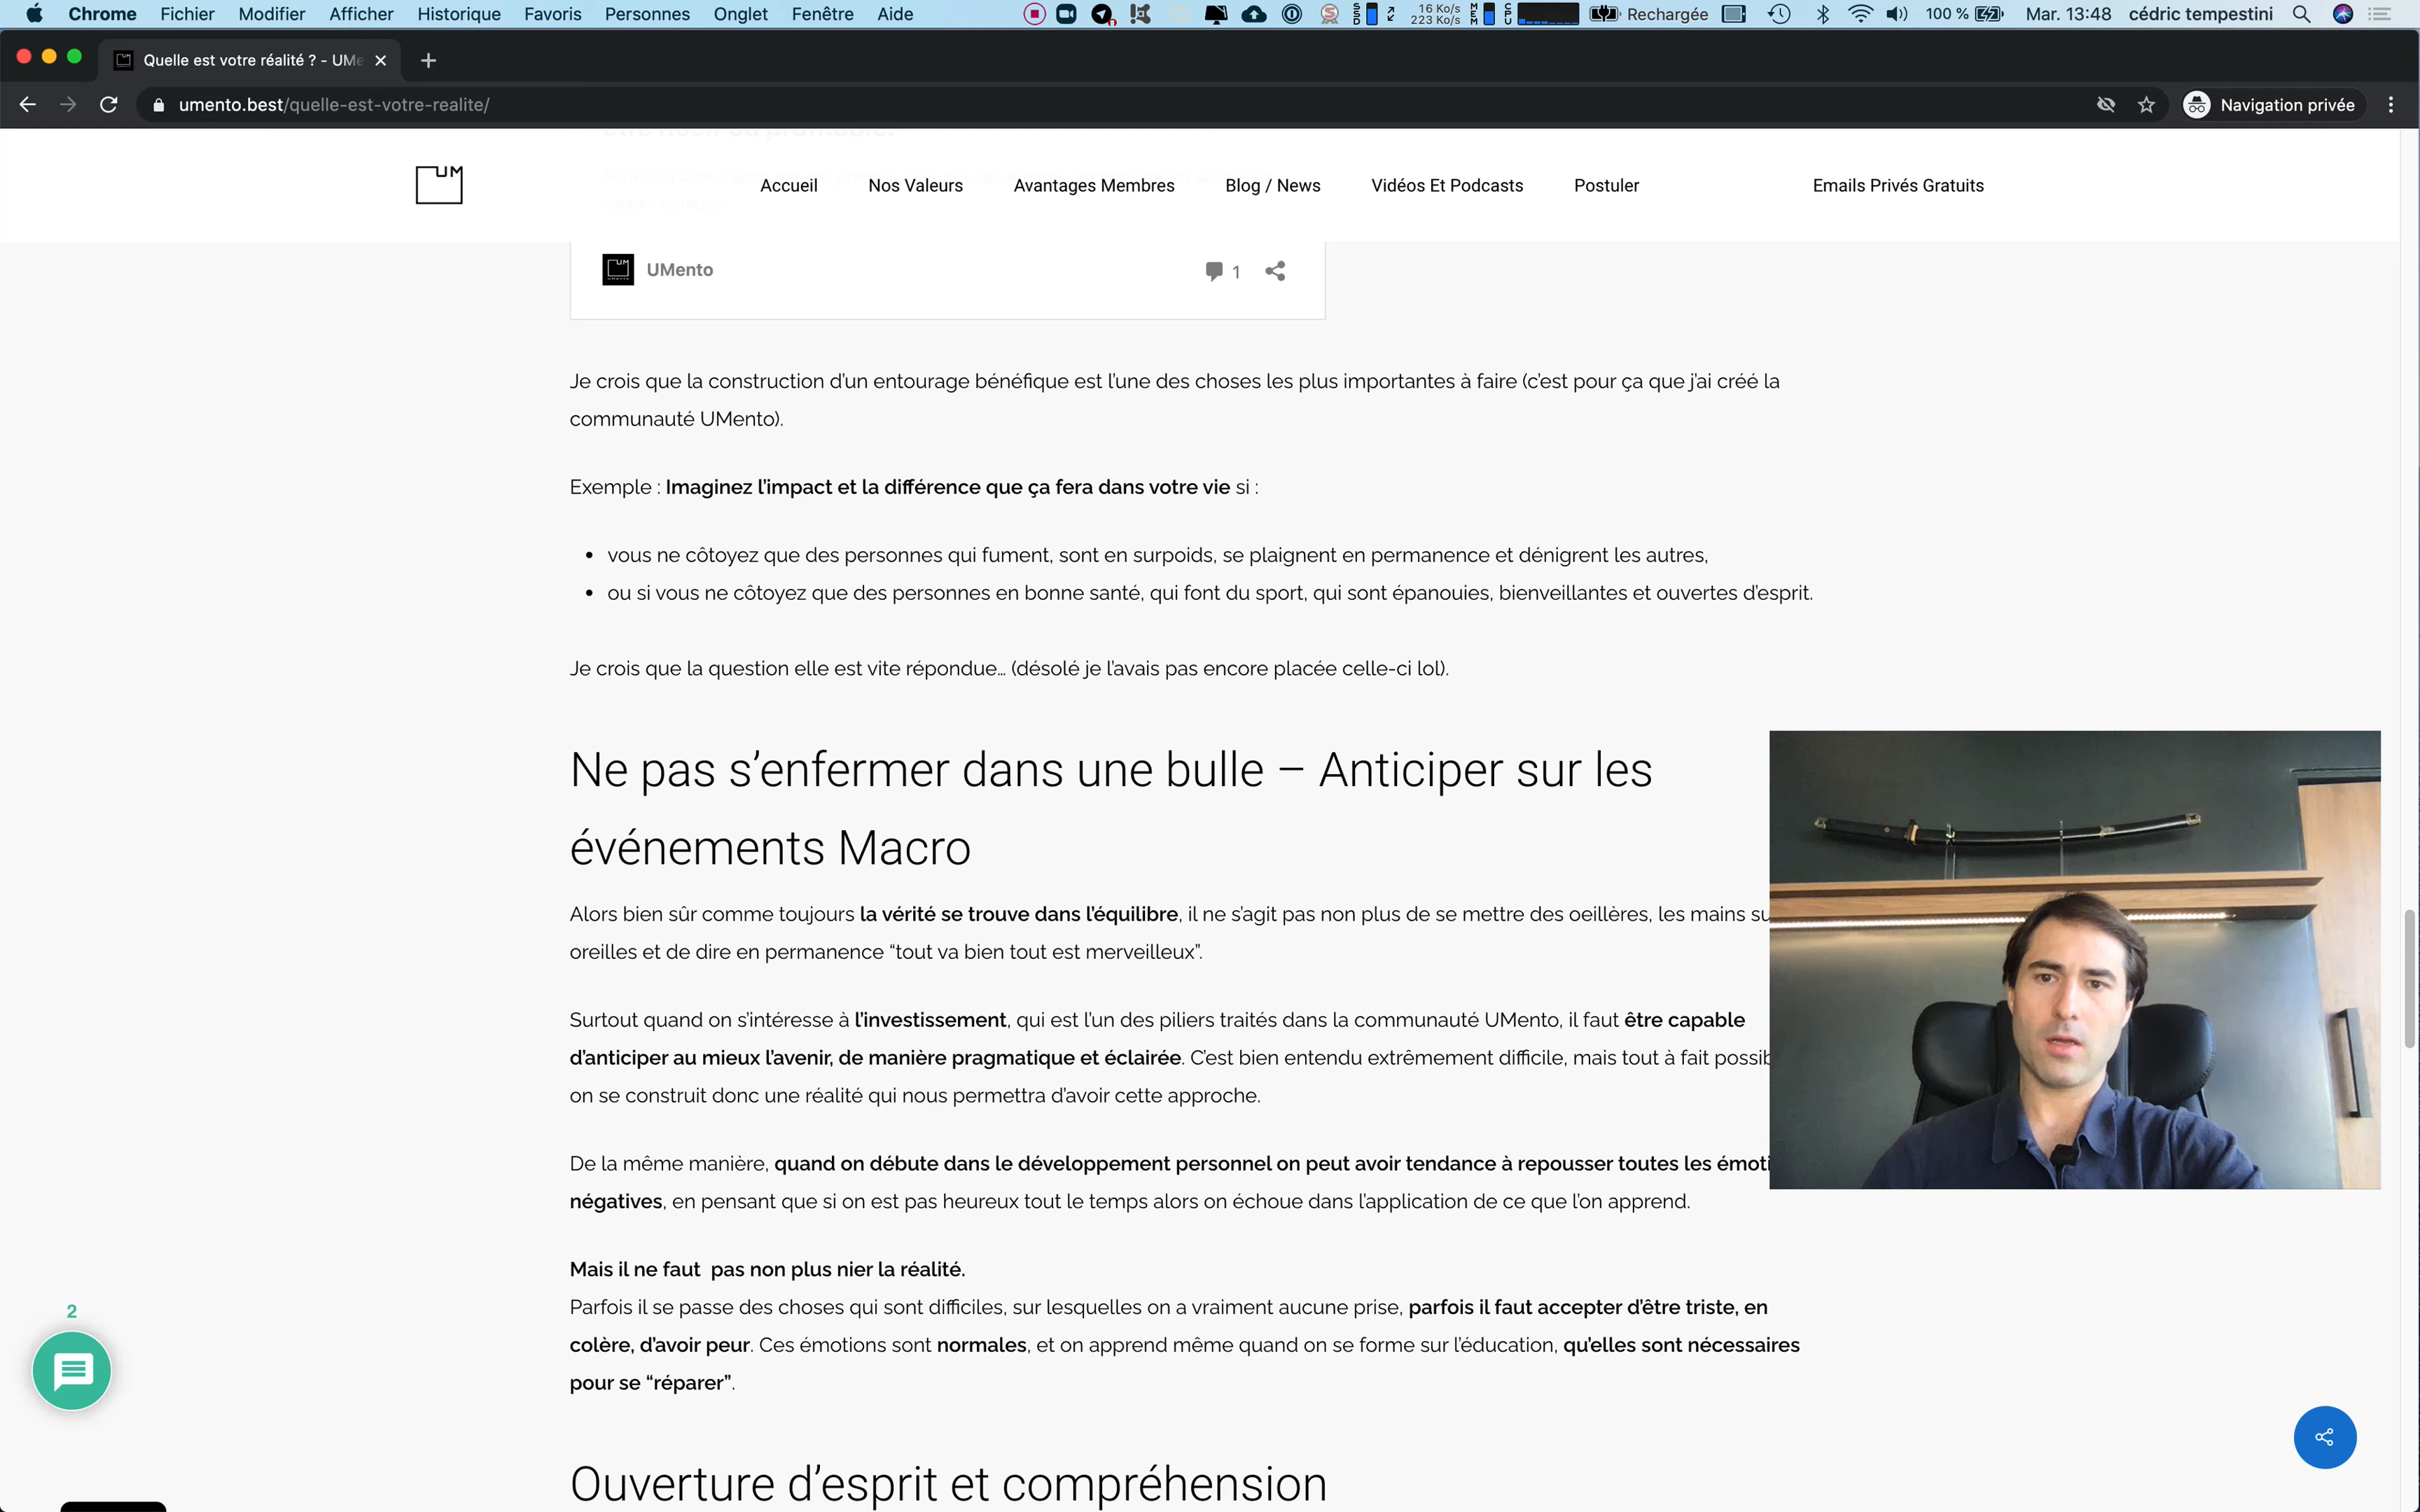 Chrome Fichier Modifier Afficher Historique Favoris Personnes Onglet Fenêtre Aide 16 Ko/s 223 Ko/s Rechargée 100 % Mar. 13:48 cédric tempestini
Quelle est votre réalité ? - UMe
umento.best/quelle-est-votre-realite/ Navigation privée
UM Accueil Nos Valeurs Avantages Membres Blog / News Vidéos Et Podcasts Postuler Emails Privés Gratuits
UMento 1
Je crois que la construction d’un entourage bénéfique est l’une des choses les plus importantes à faire (c’est pour ça que j’ai créé la
communauté UMento).
Exemple : Imaginez l’impact et la différence que ça fera dans votre vie si :
• vous ne côtoyez que des personnes qui fument, sont en surpoids, se plaignent en permanence et dénigrent les autres,
• ou si vous ne côtoyez que des personnes en bonne santé, qui font du sport, qui sont épanouies, bienveillantes et ouvertes d’esprit.
Je crois que la question elle est vite répondue… (désolé je l’avais pas encore placée celle-ci lol).
Ne pas s’enfermer dans une bulle – Anticiper sur les
événements Macro
Alors bien sûr comme toujours la vérité se trouve dans l’équilibre, il ne s’agit pas non plus de se mettre des oeillères, les mains su
oreilles et de dire en permanence “tout va bien tout est merveilleux”.
Surtout quand on s’intéresse à l’investissement, qui est l’un des piliers traités dans la communauté UMento, il faut être capable
d’anticiper au mieux l’avenir, de manière pragmatique et éclairée. C’est bien entendu extrêmement difficile, mais tout à fait possib
on se construit donc une réalité qui nous permettra d’avoir cette approche.
De la même manière, quand on débute dans le développement personnel on peut avoir tendance à repousser toutes les émoti
négatives, en pensant que si on est pas heureux tout le temps alors on échoue dans l’application de ce que l’on apprend.
Mais il ne faut pas non plus nier la réalité.
Parfois il se passe des choses qui sont difficiles, sur lesquelles on a vraiment aucune prise, parfois il faut accepter d’être triste, en
colère, d’avoir peur. Ces émotions sont normales, et on apprend même quand on se forme sur l’éducation, qu’elles sont nécessaires
pour se “réparer”.
2
Ouverture d’esprit et compréhension